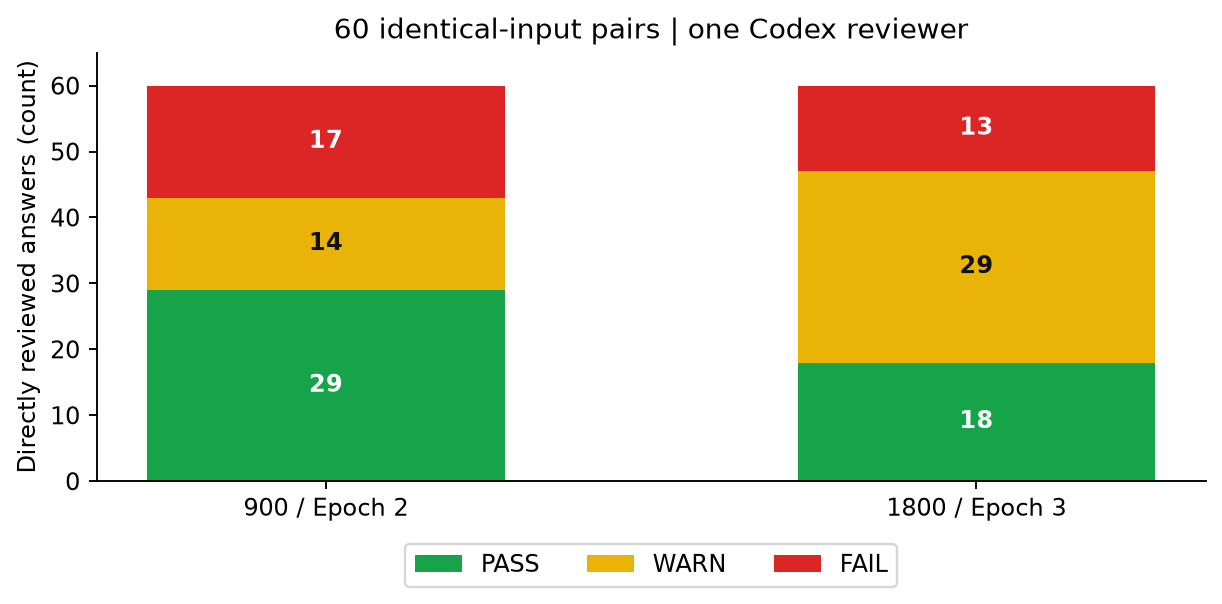 60 identical-input pairs | one Codex reviewer
Directly reviewed answers (count)
60
50
40
30
20
10
0
17
14
29
13
29
18
900 / Epoch 2
1800 / Epoch 3
PASS WARN FAIL